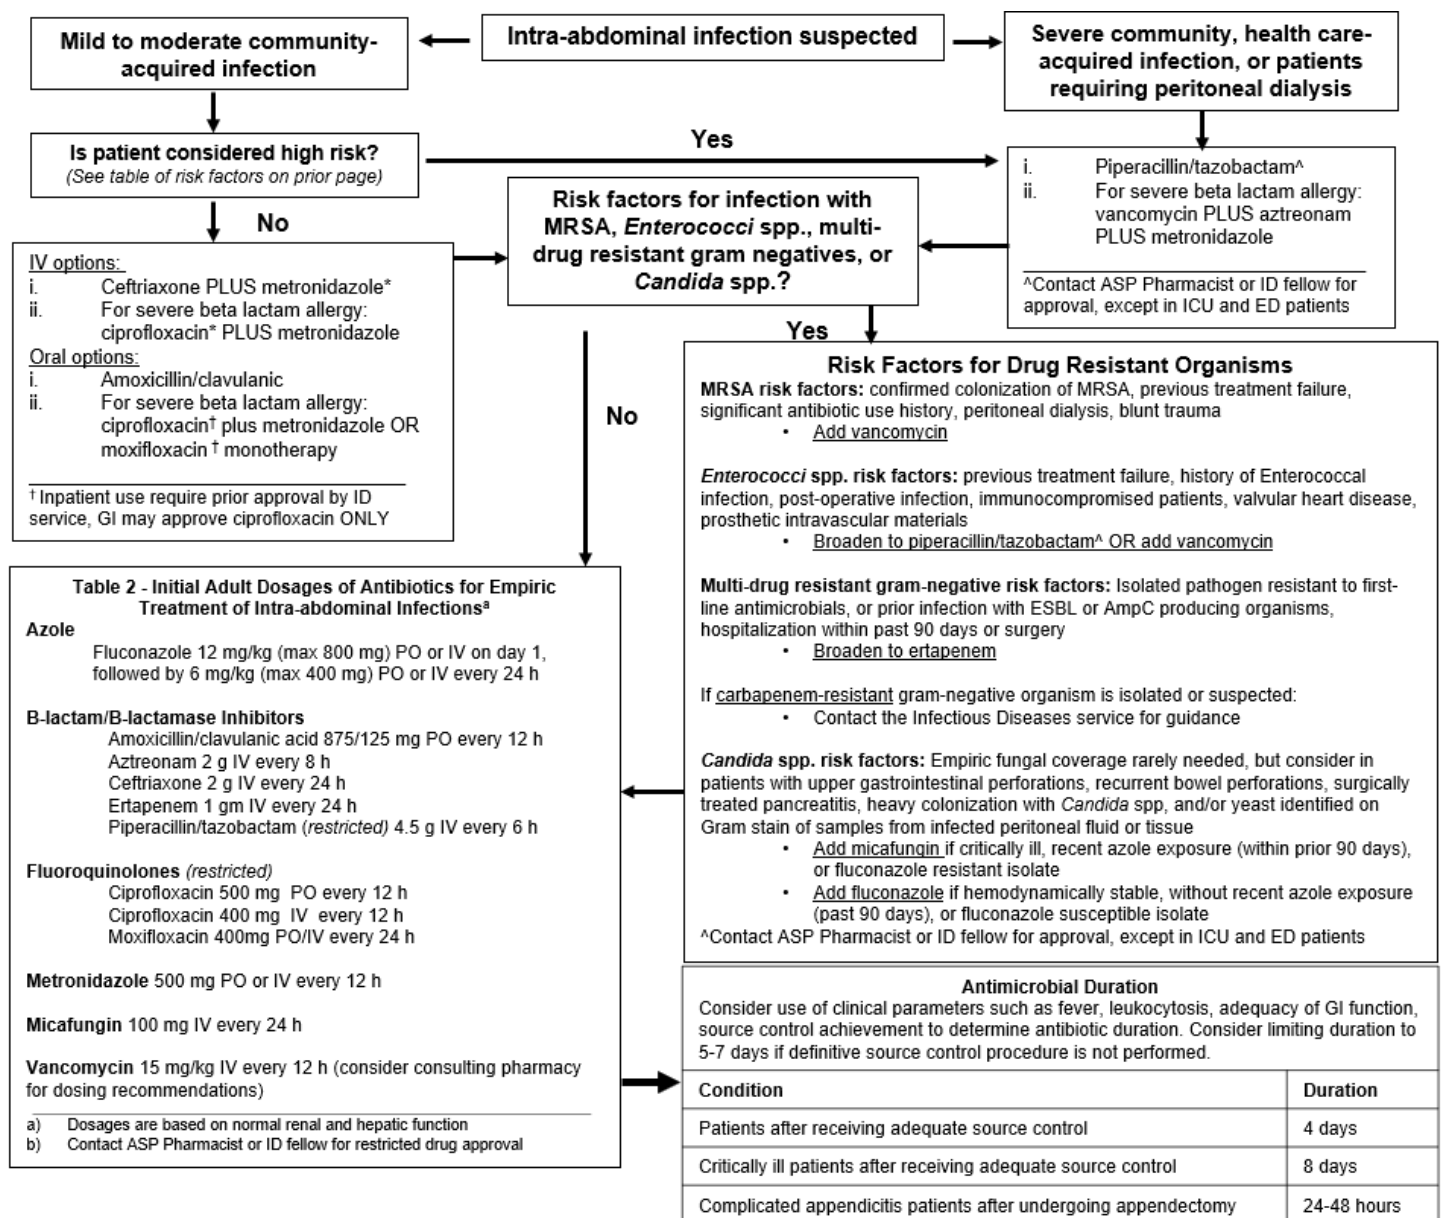 Intra-abdominal infection suspected
Mild to moderate community-
acquired infection
Severe community, health care-
acquired infection, or patients
requiring peritoneal dialysis
Is patient considered high risk?
(See table of risk factors on prior page)
Yes
No
i. Piperacillin/tazobactam^
ii. For severe beta lactam allergy:
vancomycin PLUS aztreonam
PLUS metronidazole
^Contact ASP Pharmacist or ID fellow for
approval, except in ICU and ED patients
IV options:
i. Ceftriaxone PLUS metronidazole*
ii. For severe beta lactam allergy:
ciprofloxacin* PLUS metronidazole
Oral options:
i. Amoxicillin/clavulanic
ii. For severe beta lactam allergy:
ciprofloxacin† plus metronidazole OR
moxifloxacin † monotherapy
† Inpatient use require prior approval by ID
service, GI may approve ciprofloxacin ONLY
Risk factors for infection with
MRSA, Enterococci spp., multi-
drug resistant gram negatives, or
Candida spp.?
Yes
No
Risk Factors for Drug Resistant Organisms
MRSA risk factors: confirmed colonization of MRSA, previous treatment failure,
significant antibiotic use history, peritoneal dialysis, blunt trauma
• Add vancomycin
Enterococci spp. risk factors: previous treatment failure, history of Enterococcal
infection, post-operative infection, immunocompromised patients, valvular heart disease,
prosthetic intravascular materials
• Broaden to piperacillin/tazobactam^ OR add vancomycin
Multi-drug resistant gram-negative risk factors: Isolated pathogen resistant to first-
line antimicrobials, or prior infection with ESBL or AmpC producing organisms,
hospitalization within past 90 days or surgery
• Broaden to ertapenem
If carbapenem-resistant gram-negative organism is isolated or suspected:
• Contact the Infectious Diseases service for guidance
Candida spp. risk factors: Empiric fungal coverage rarely needed, but consider in
patients with upper gastrointestinal perforations, recurrent bowel perforations, surgically
treated pancreatitis, heavy colonization with Candida spp, and/or yeast identified on
Gram stain of samples from infected peritoneal fluid or tissue
• Add micafungin if critically ill, recent azole exposure (within prior 90 days),
or fluconazole resistant isolate
• Add fluconazole if hemodynamically stable, without recent azole exposure
(past 90 days), or fluconazole susceptible isolate
^Contact ASP Pharmacist or ID fellow for approval, except in ICU and ED patients
Table 2 - Initial Adult Dosages of Antibiotics for Empiric
Treatment of Intra-abdominal Infectionsa
Azole
Fluconazole 12 mg/kg (max 800 mg) PO or IV on day 1,
followed by 6 mg/kg (max 400 mg) PO or IV every 24 h
B-lactam/B-lactamase Inhibitors
Amoxicillin/clavulanic acid 875/125 mg PO every 12 h
Aztreonam 2 g IV every 8 h
Ceftriaxone 2 g IV every 24 h
Ertapenem 1 gm IV every 24 h
Piperacillin/tazobactam (restricted) 4.5 g IV every 6 h
Fluoroquinolones (restricted)
Ciprofloxacin 500 mg PO every 12 h
Ciprofloxacin 400 mg IV every 12 h
Moxifloxacin 400mg PO/IV every 24 h
Metronidazole 500 mg PO or IV every 12 h
Micafungin 100 mg IV every 24 h
Vancomycin 15 mg/kg IV every 12 h (consider consulting pharmacy
for dosing recommendations)
a) Dosages are based on normal renal and hepatic function
b) Contact ASP Pharmacist or ID fellow for restricted drug approval
Antimicrobial Duration
Consider use of clinical parameters such as fever, leukocytosis, adequacy of GI function,
source control achievement to determine antibiotic duration. Consider limiting duration to
5-7 days if definitive source control procedure is not performed.
Condition Duration
Patients after receiving adequate source control 4 days
Critically ill patients after receiving adequate source control 8 days
Complicated appendicitis patients after undergoing appendectomy 24-48 hours